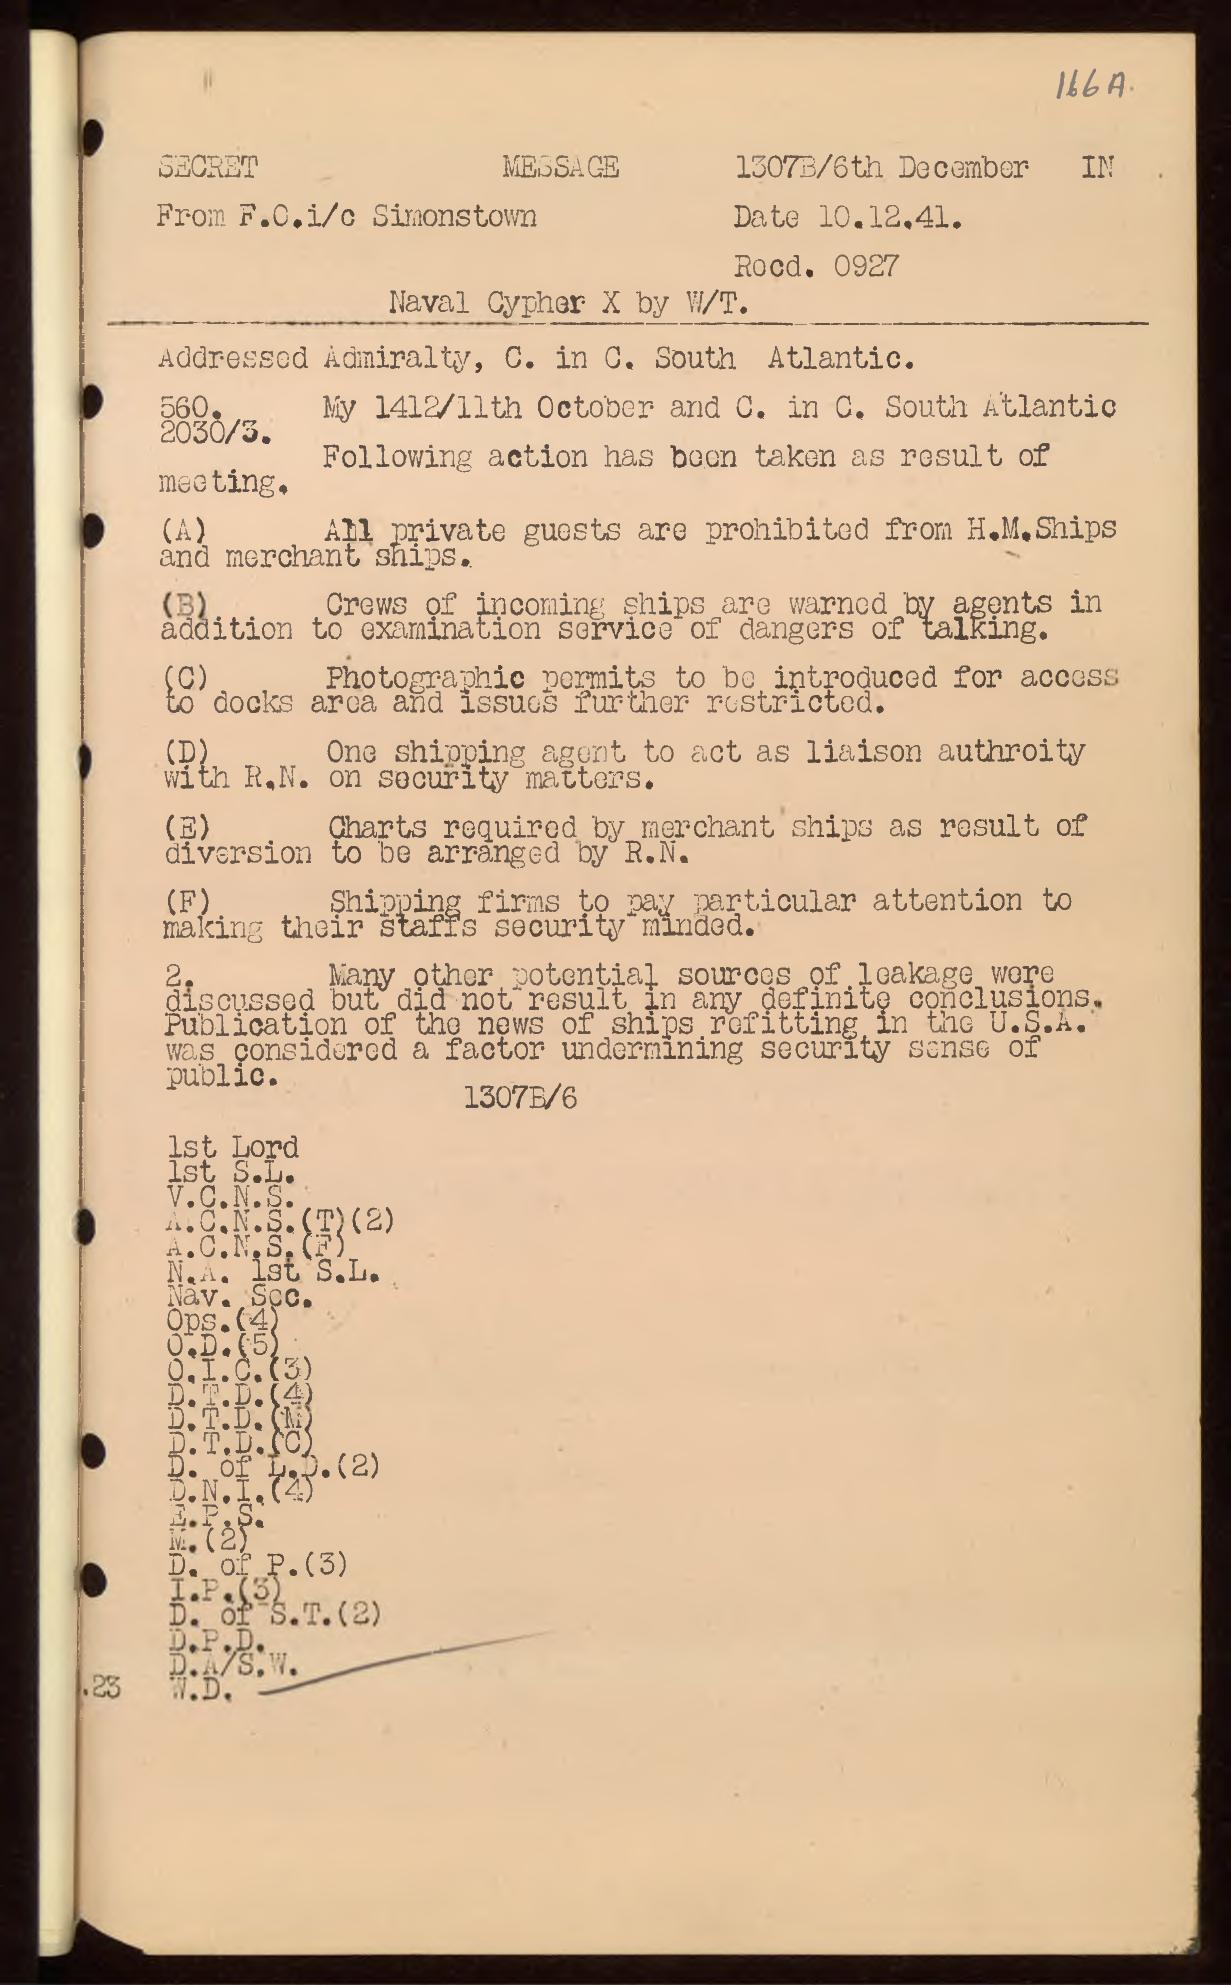 166A.
SECRET MESSAGE 1307B/6th December IN
From F.O.i/c Simonstown Date 10.12.41.
Recd. 0927
Naval Cypher X by W/T.
Addressed Admiralty, C. in C. South Atlantic.
560. My 1412/11th October and C. in C. South Atlantic
2030/3.
Following action has been taken as result of
meeting.
(A) All private guests are prohibited from H.M.Ships
and merchant ships.
(B) Crews of incoming ships are warned by agents in
addition to examination service of dangers of talking.
(C) Photographic permits to be introduced for access
to docks area and issues further restricted.
(D) One shipping agent to act as liaison authroity
with R.N. on security matters.
(E) Charts required by merchant ships as result of
diversion to be arranged by R.N.
(F) Shipping firms to pay particular attention to
making their staffs security minded.
2. Many other potential sources of leakage were
discussed but did not result in any definite conclusions.
Publication of the news of ships refitting in the U.S.A.
was considered a factor undermining security sense of
public.
1307B/6
1st Lord
1st S.L.
V.C.N.S.
A.C.N.S.(T)(2)
A.C.N.S.(F)
N.A. 1st S.L.
Nav. Sec.
Ops.(4)
O.D.(5)
O.I.C.(3)
D.T.D.(4)
D.T.D.(M)
D.T.D.(C)
D. of L.D.(2)
D.N.I.(4)
E.P.S.
M.(2)
D. of P.(3)
I.P.(3)
D. of S.T.(2)
D.P.D.
D.A/S.W.
.23 W.D.